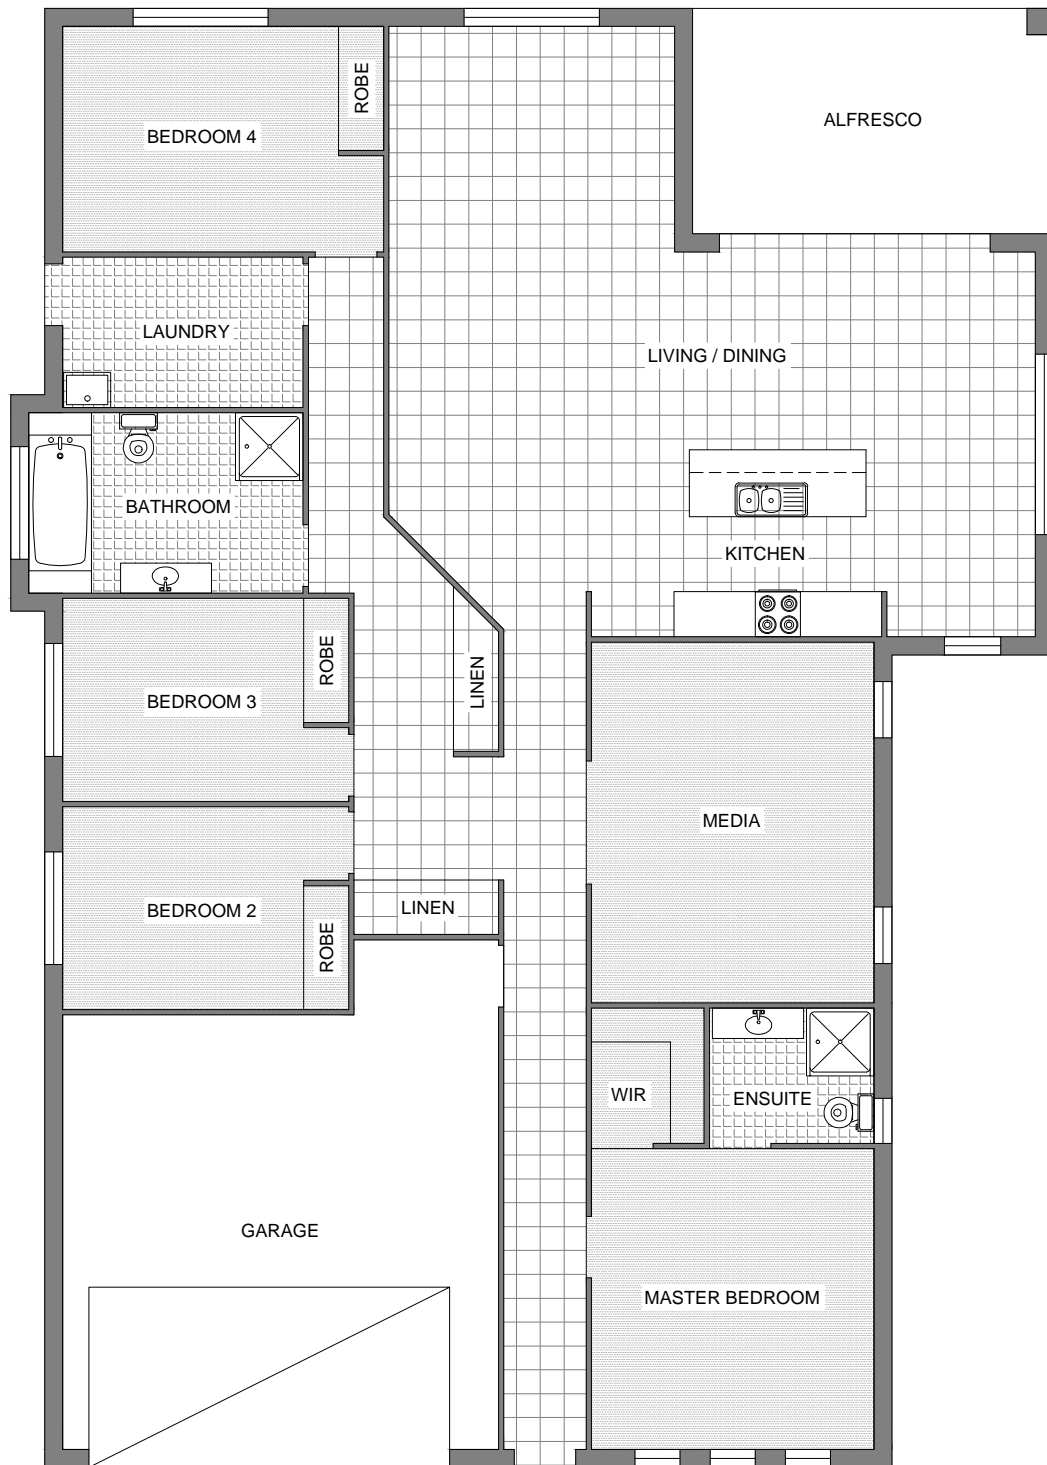 ROBE
ALFRESCO
BEDROOM 4
LAUNDRY
LIVING / DINING
BATHROOM
KITCHEN
ROBE
LINEN
BEDROOM 3
MEDIA
BEDROOM 2
LINEN
ROBE
WIR
ENSUITE
GARAGE
MASTER BEDROOM